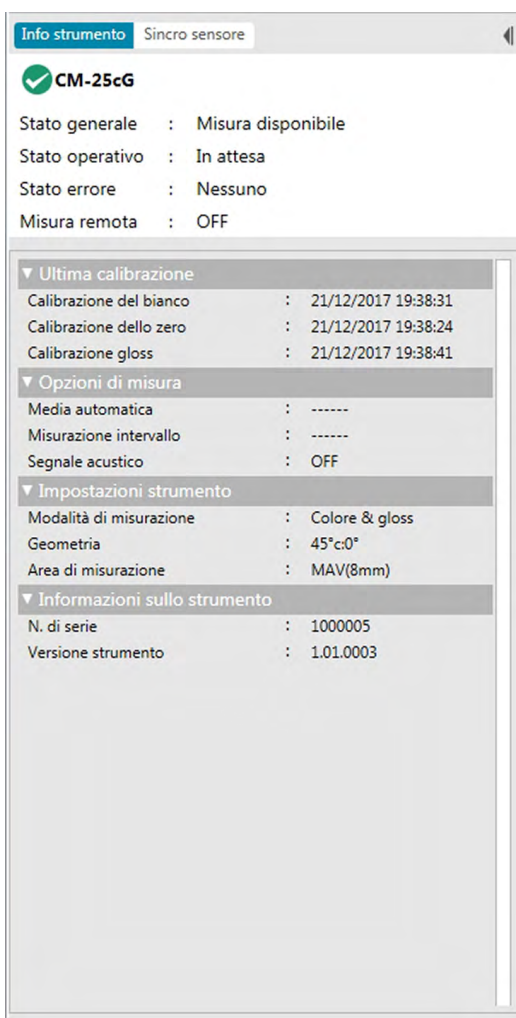 Info strumento Sincro sensore
CM-25cG
Stato generale : Misura disponibile
Stato operativo : In attesa
Stato errore : Nessuno
Misura remota : OFF
▼ Ultima calibrazione
Calibrazione del bianco : 21/12/2017 19:38:31
Calibrazione dello zero : 21/12/2017 19:38:24
Calibrazione gloss : 21/12/2017 19:38:41
▼ Opzioni di misura
Media automatica : ------
Misurazione intervallo : ------
Segnale acustico : OFF
▼ Impostazioni strumento
Modalità di misurazione : Colore & gloss
Geometria : 45°c:0°
Area di misurazione : MAV(8mm)
▼ Informazioni sullo strumento
N. di serie : 1000005
Versione strumento : 1.01.0003